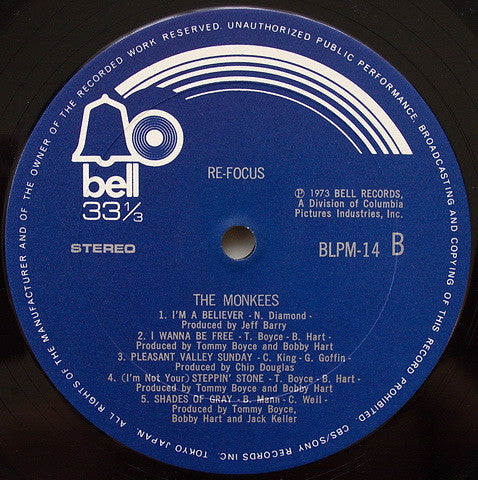 ALL RIGHTS OF THE MANUFACTURER AND OF THE OWNER OF THE RECORDED WORK RESERVED. UNAUTHORIZED PUBLIC PERFORMANCE, BROADCASTING AND COPYING OF THIS RECORD PROHIBITED. CBS/SONY RECORDS INC. TOKYO JAPAN.
bell
33 1/3
STEREO
RE-FOCUS
Ⓟ 1973 BELL RECORDS,
A Division of Columbia
Pictures Industries, Inc.
BLPM-14 B
THE MONKEES
1. I'M A BELIEVER - N. Diamond -
Produced by Jeff Barry
2. I WANNA BE FREE - T. Boyce - B. Hart -
Produced by Tommy Boyce and Bobby Hart
3. PLEASANT VALLEY SUNDAY - C. King - G. Goffin -
Produced by Chip Douglas
4. (I'm Not Your) STEPPIN' STONE - T. Boyce - B. Hart -
Produced by Tommy Boyce and Bobby Hart
5. SHADES OF GRAY - B. Mann - C. Weil -
Produced by Tommy Boyce,
Bobby Hart and Jack Keller